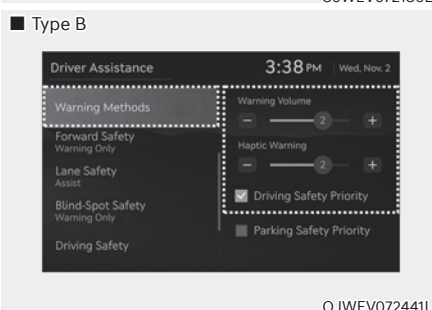 ■ Type B
Driver Assistance
3:38 PM
Wed, Nov. 2
Warning Methods
Forward Safety
Warning Only
Lane Safety
Assist
Blind-Spot Safety
Warning Only
Driving Safety
Warning Volume
− 2 +
Haptic Warning
− 2 +
Driving Safety Priority
Parking Safety Priority